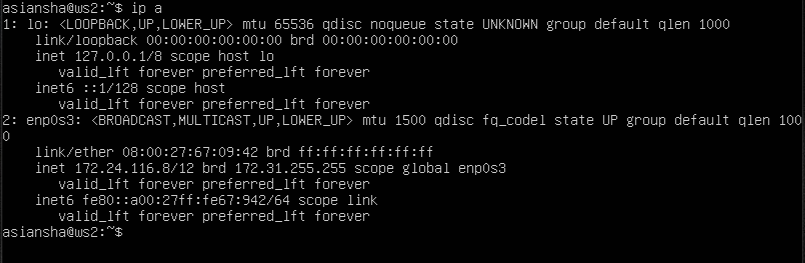 asiansha@ws2:~$ ip a
1: lo: <LOOPBACK,UP,LOWER_UP> mtu 65536 qdisc noqueue state UNKNOWN group default qlen 1000
    link/loopback 00:00:00:00:00:00 brd 00:00:00:00:00:00
    inet 127.0.0.1/8 scope host lo
       valid_lft forever preferred_lft forever
    inet6 ::1/128 scope host
       valid_lft forever preferred_lft forever
2: enp0s3: <BROADCAST,MULTICAST,UP,LOWER_UP> mtu 1500 qdisc fq_codel state UP group default qlen 100
0
    link/ether 08:00:27:67:09:42 brd ff:ff:ff:ff:ff:ff
    inet 172.24.116.8/12 brd 172.31.255.255 scope global enp0s3
       valid_lft forever preferred_lft forever
    inet6 fe80::a00:27ff:fe67:942/64 scope link
       valid_lft forever preferred_lft forever
asiansha@ws2:~$